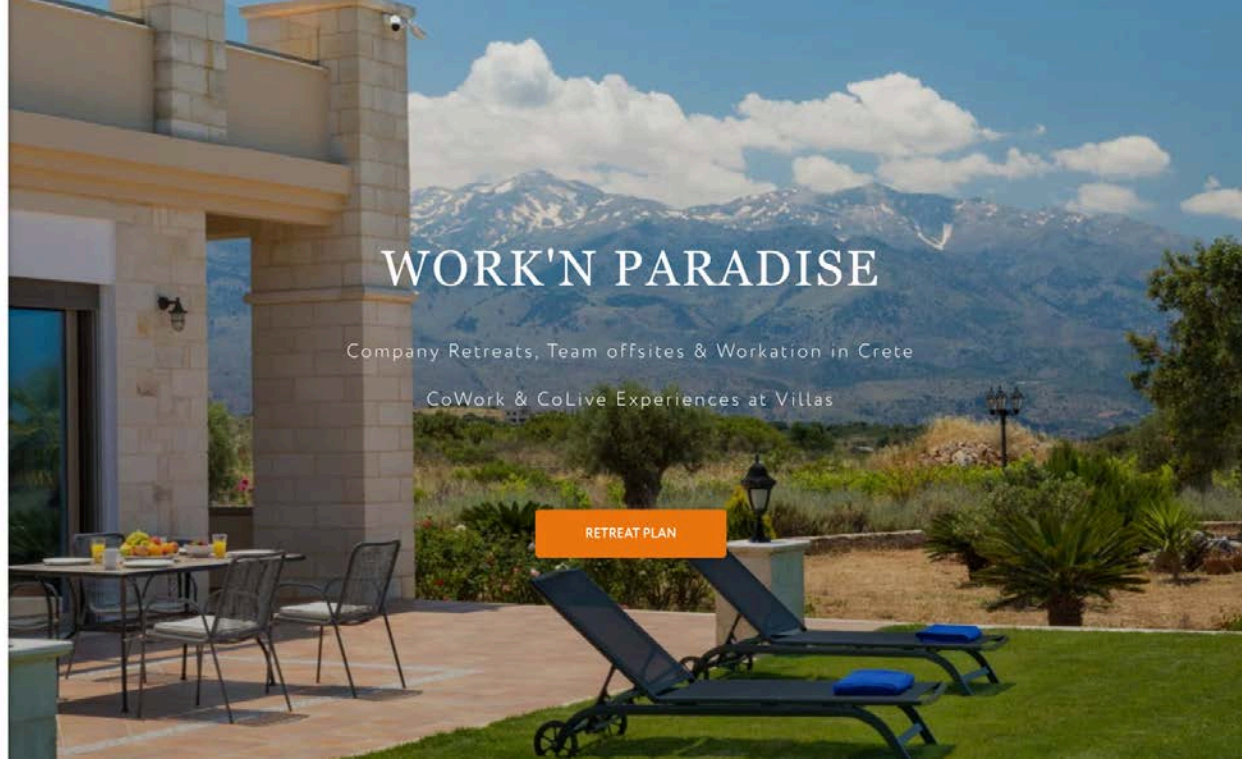 WORK'N PARADISE
Company Retreats, Team offsites & Workation in Crete
CoWork & CoLive Experiences at Villas
RETREAT PLAN